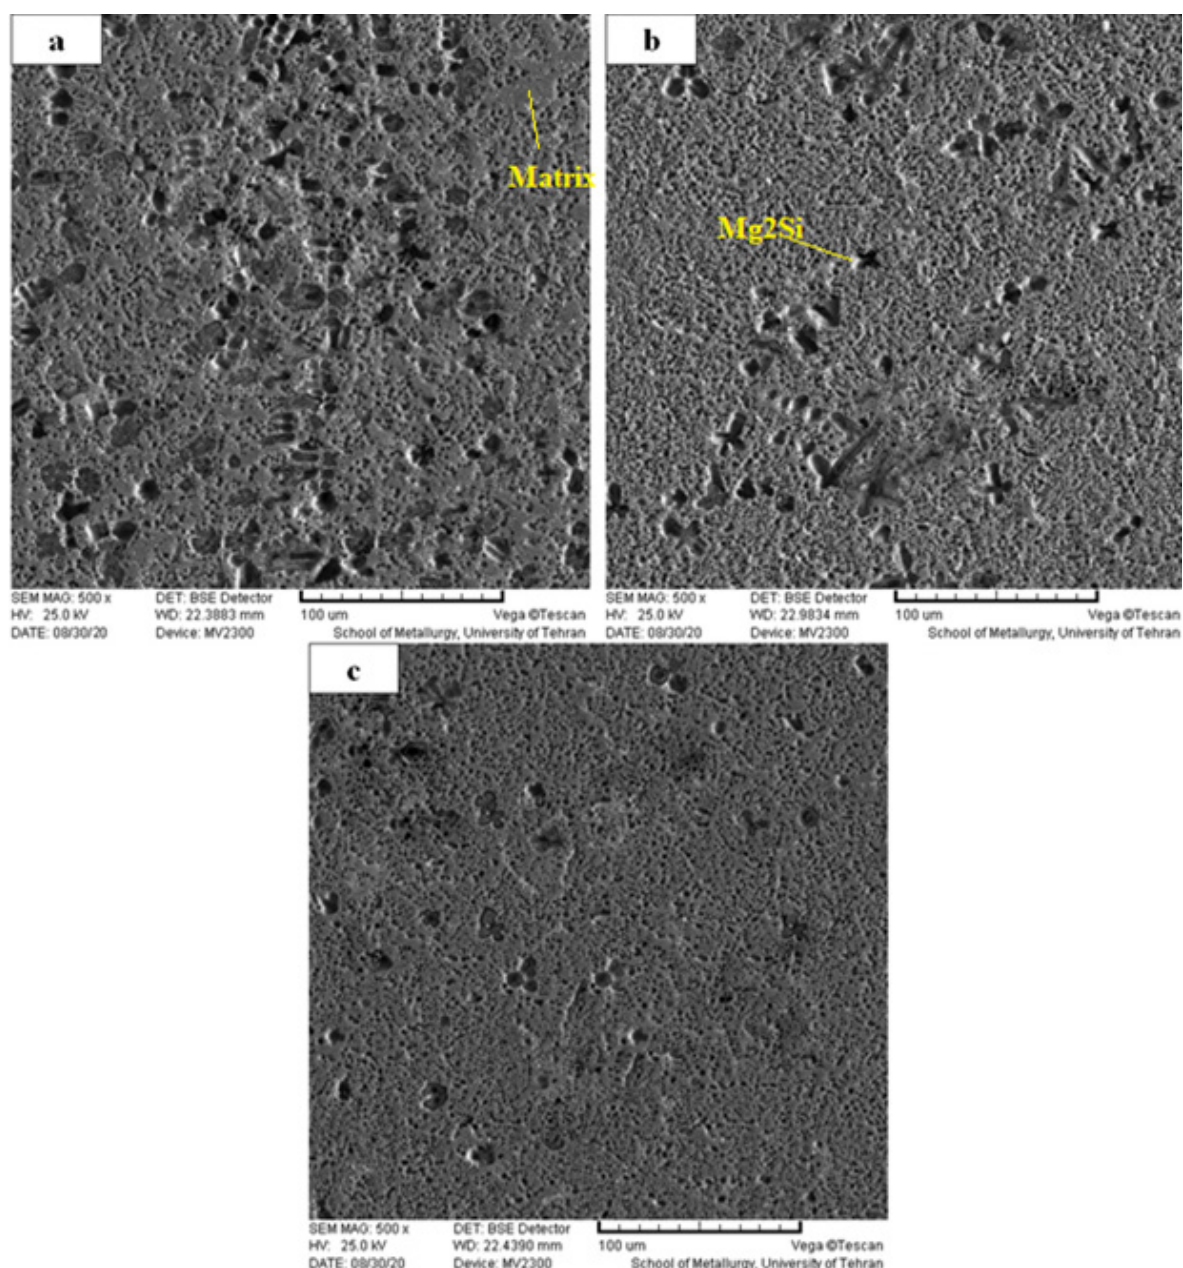 a
Matrix
SEM MAG: 500 x DET: BSE Detector
HV: 25.0 kV WD: 22.3883 mm 100 um Vega ©Tescan
DATE: 08/30/20 Device: MV2300 School of Metallurgy, University of Tehran
b
Mg2Si
SEM MAG: 500 x DET: BSE Detector
HV: 25.0 kV WD: 22.9834 mm 100 um Vega ©Tescan
DATE: 08/30/20 Device: MV2300 School of Metallurgy, University of Tehran
c
SEM MAG: 500 x DET: BSE Detector
HV: 25.0 kV WD: 22.4390 mm 100 um Vega ©Tescan
DATE: 08/30/20 Device: MV2300 School of Metallurgy, University of Tehran